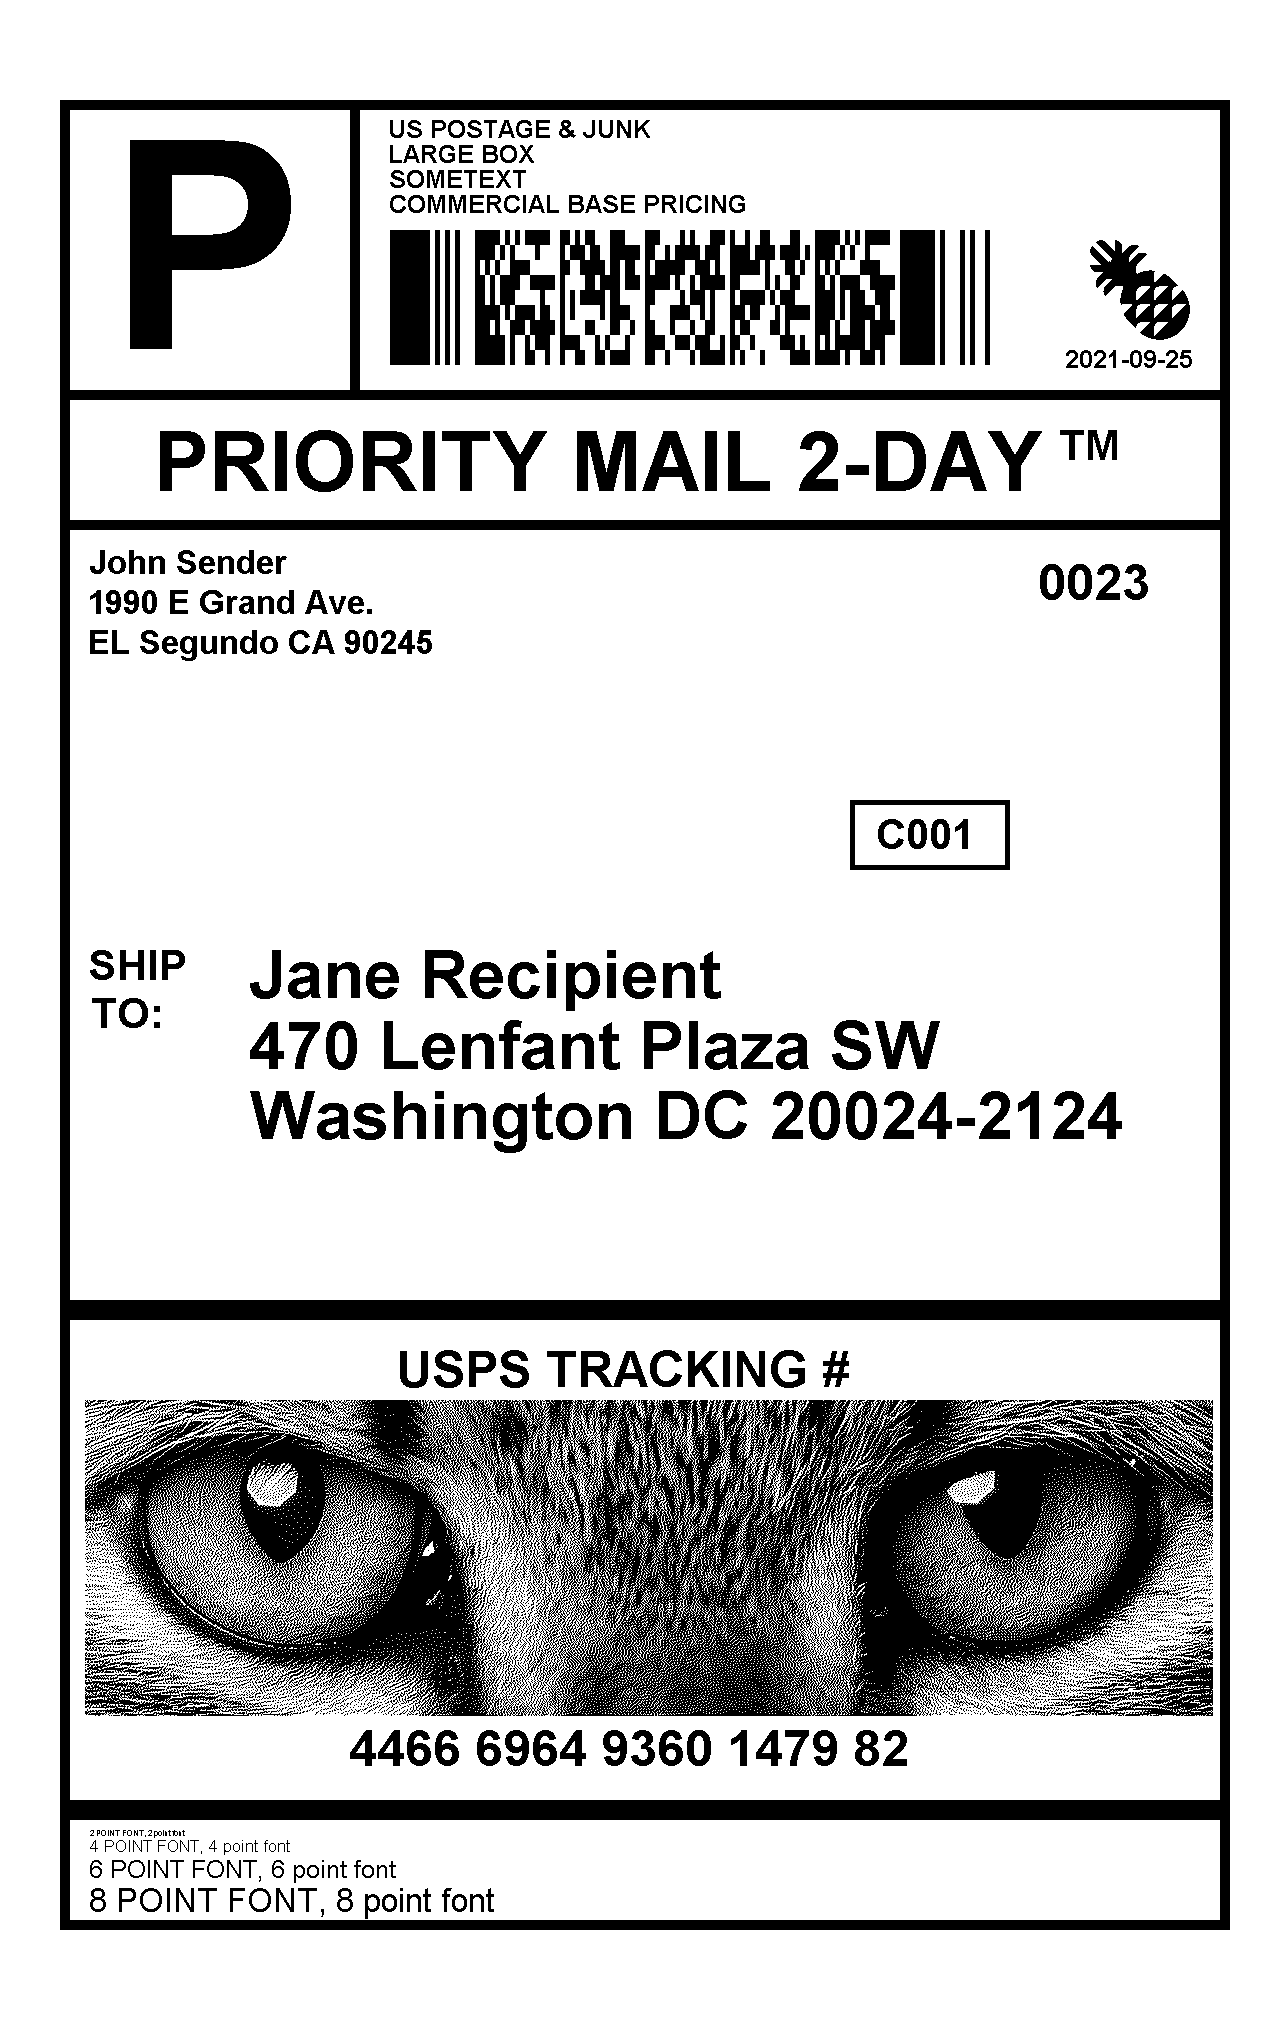 P
US POSTAGE & JUNK
LARGE BOX
SOMETEXT
COMMERCIAL BASE PRICING
2021-09-25
PRIORITY MAIL 2-DAY TM
John Sender
1990 E Grand Ave.
EL Segundo CA 90245
0023
C001
SHIP
TO:
Jane Recipient
470 Lenfant Plaza SW
Washington DC 20024-2124
USPS TRACKING #
4466 6964 9360 1479 82
2 POINT FONT, 2 point font
4 POINT FONT, 4 point font
6 POINT FONT, 6 point font
8 POINT FONT, 8 point font